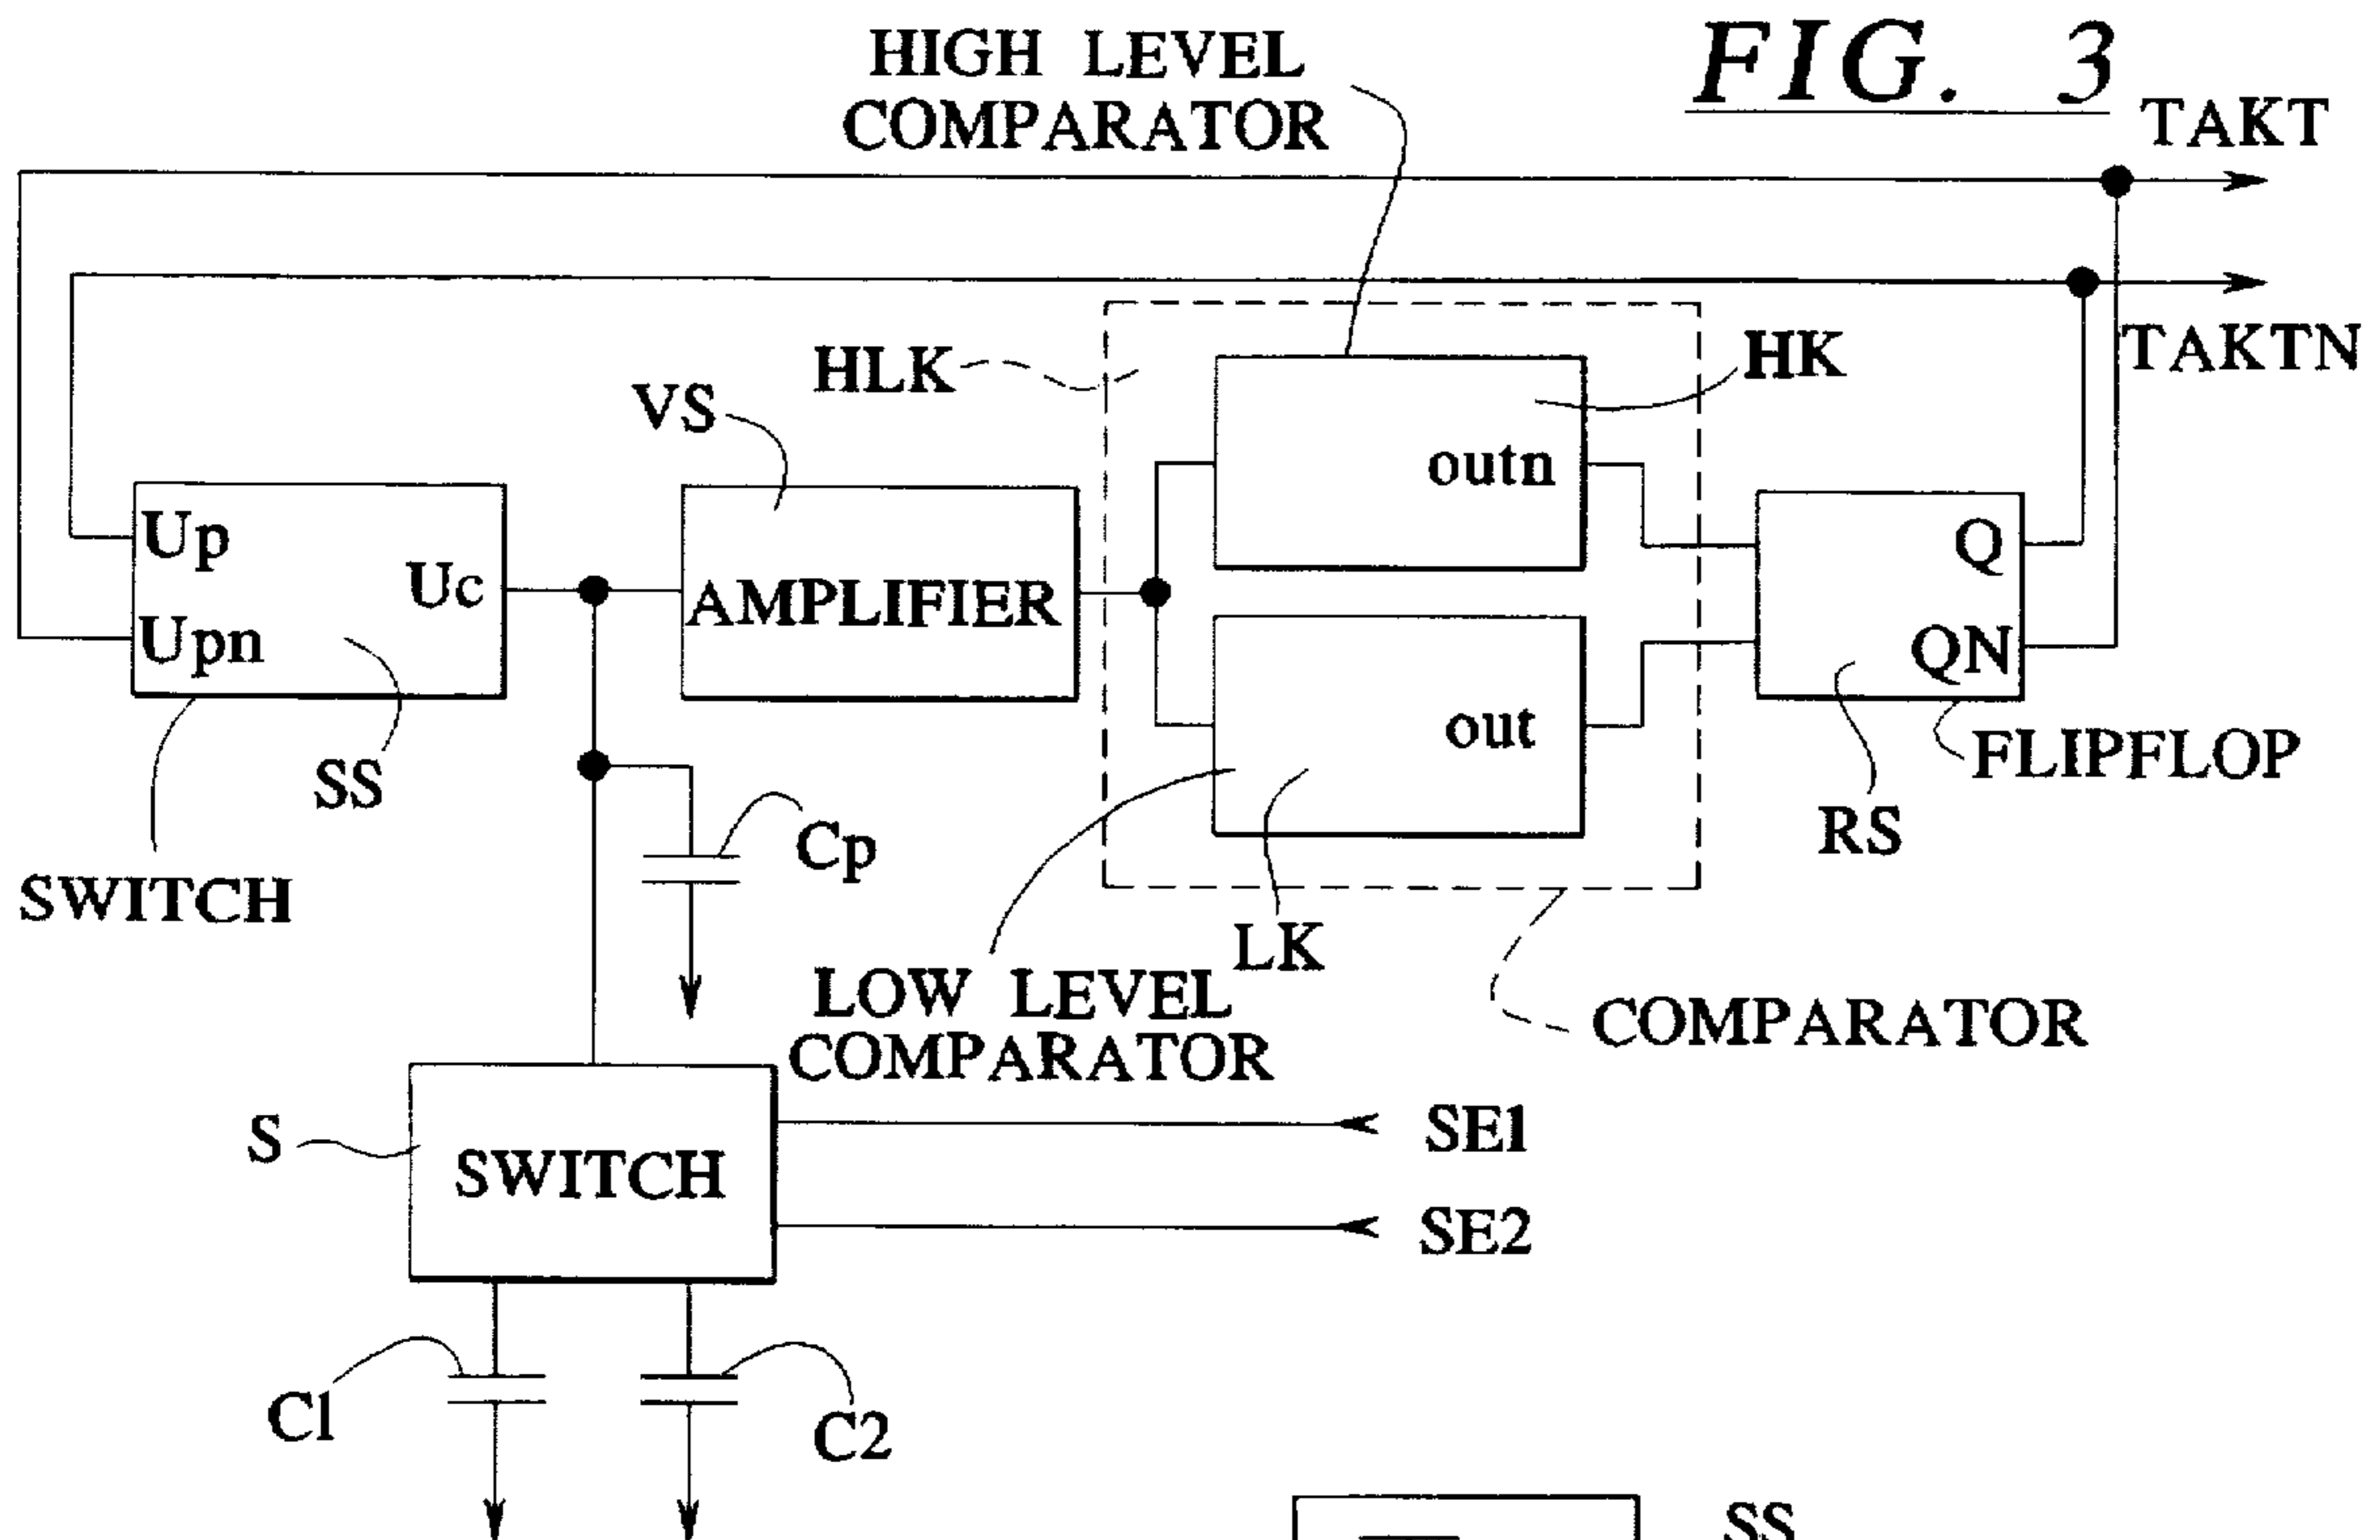 FIG. 3
HIGH LEVEL
COMPARATOR
TAKT
TAKTN
HLK
HK
VS
outn
Up
Upn
Uc
AMPLIFIER
Q
QN
out
SS
FLIPFLOP
RS
Cp
SWITCH
LK
LOW LEVEL
COMPARATOR
COMPARATOR
S
SWITCH
SE1
SE2
C1
C2
SS